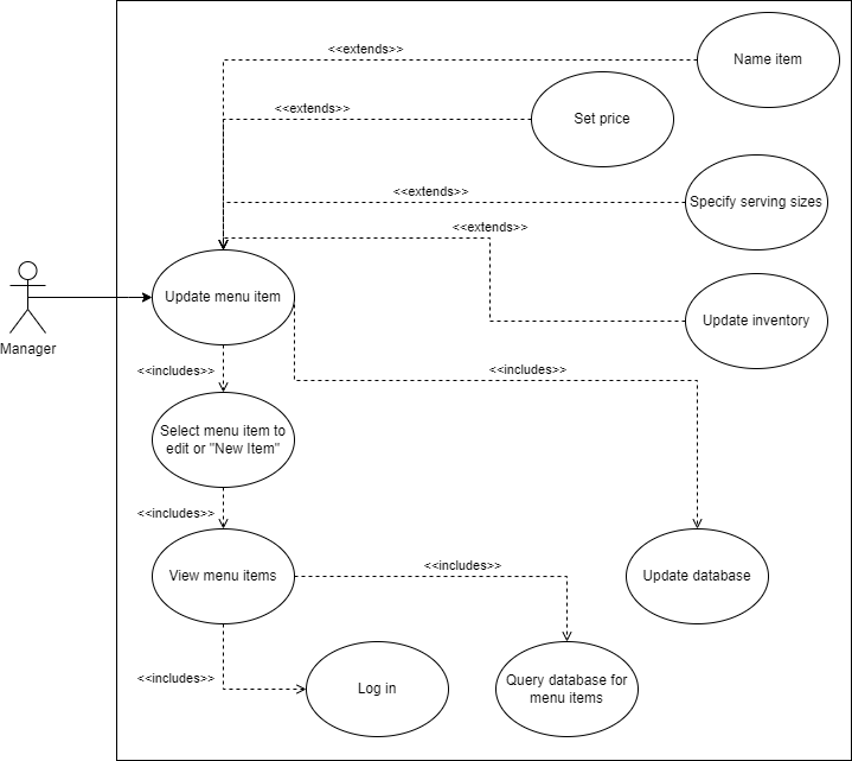 <<extends>>
Name item
<<extends>>
Set price
<<extends>>
Specify serving sizes
<<extends>>
Update menu item
Update inventory
Manager
<<includes>>
<<includes>>
Select menu item to
edit or "New Item"
<<includes>>
<<includes>>
View menu items
Update database
<<includes>>
Log in
Query database for
menu items